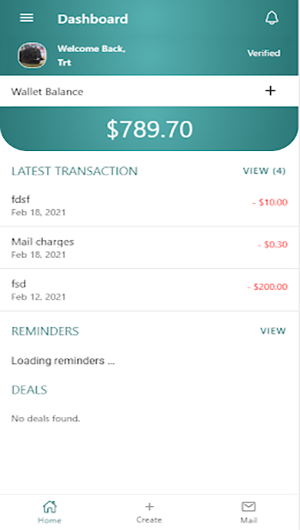 Dashboard
Welcome Back,
Trt
Verified
Wallet Balance
$789.70
LATEST TRANSACTION VIEW (4)
fdsf
- $10.00
Feb 18, 2021
Mail charges
- $0.30
Feb 18, 2021
fsd
- $200.00
Feb 12, 2021
REMINDERS VIEW
Loading reminders ...
DEALS
No deals found.
Home Create Mail